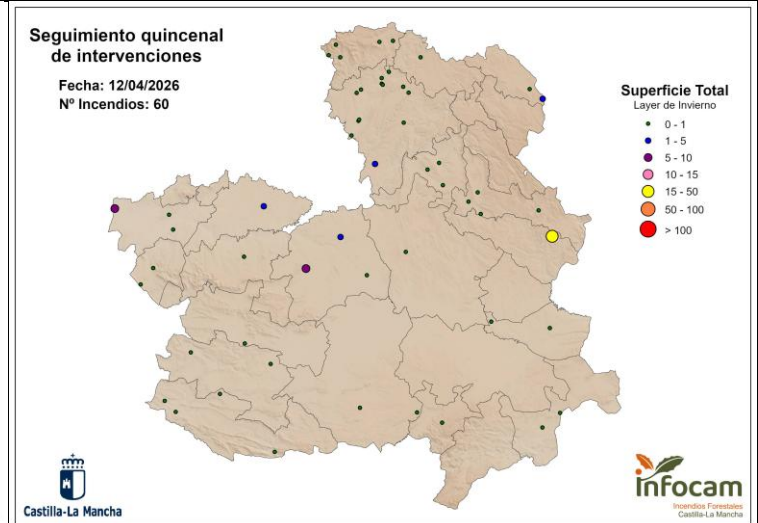 Seguimiento quincenal
de intervenciones
Fecha: 12/04/2026
Nº Incendios: 60
Superficie Total
Layer de Invierno
0 - 1
1 - 5
5 - 10
10 - 15
15 - 50
50 - 100
> 100
Castilla-La Mancha
infocam
Incendios Forestales
Castilla-La Mancha